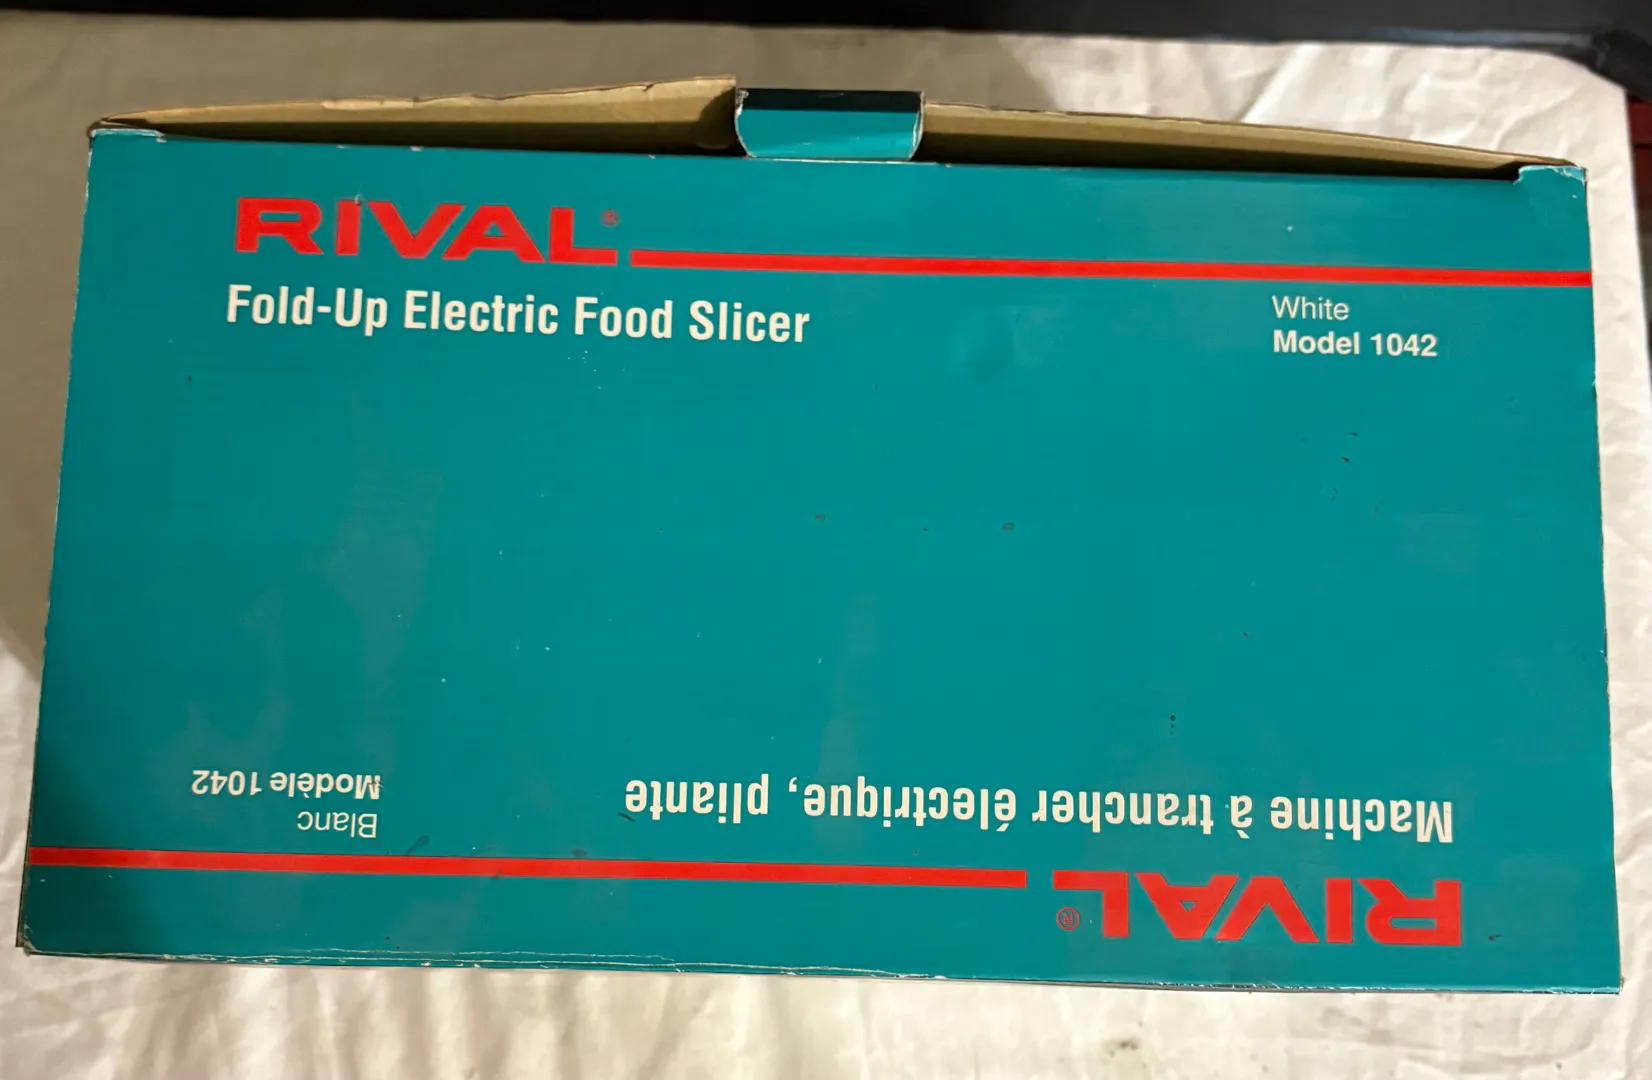 RIVAL®
Fold-Up Electric Food Slicer
White
Model 1042
RIVAL®
Machine à trancher électrique, pliante
Blanc
Modèle 1042